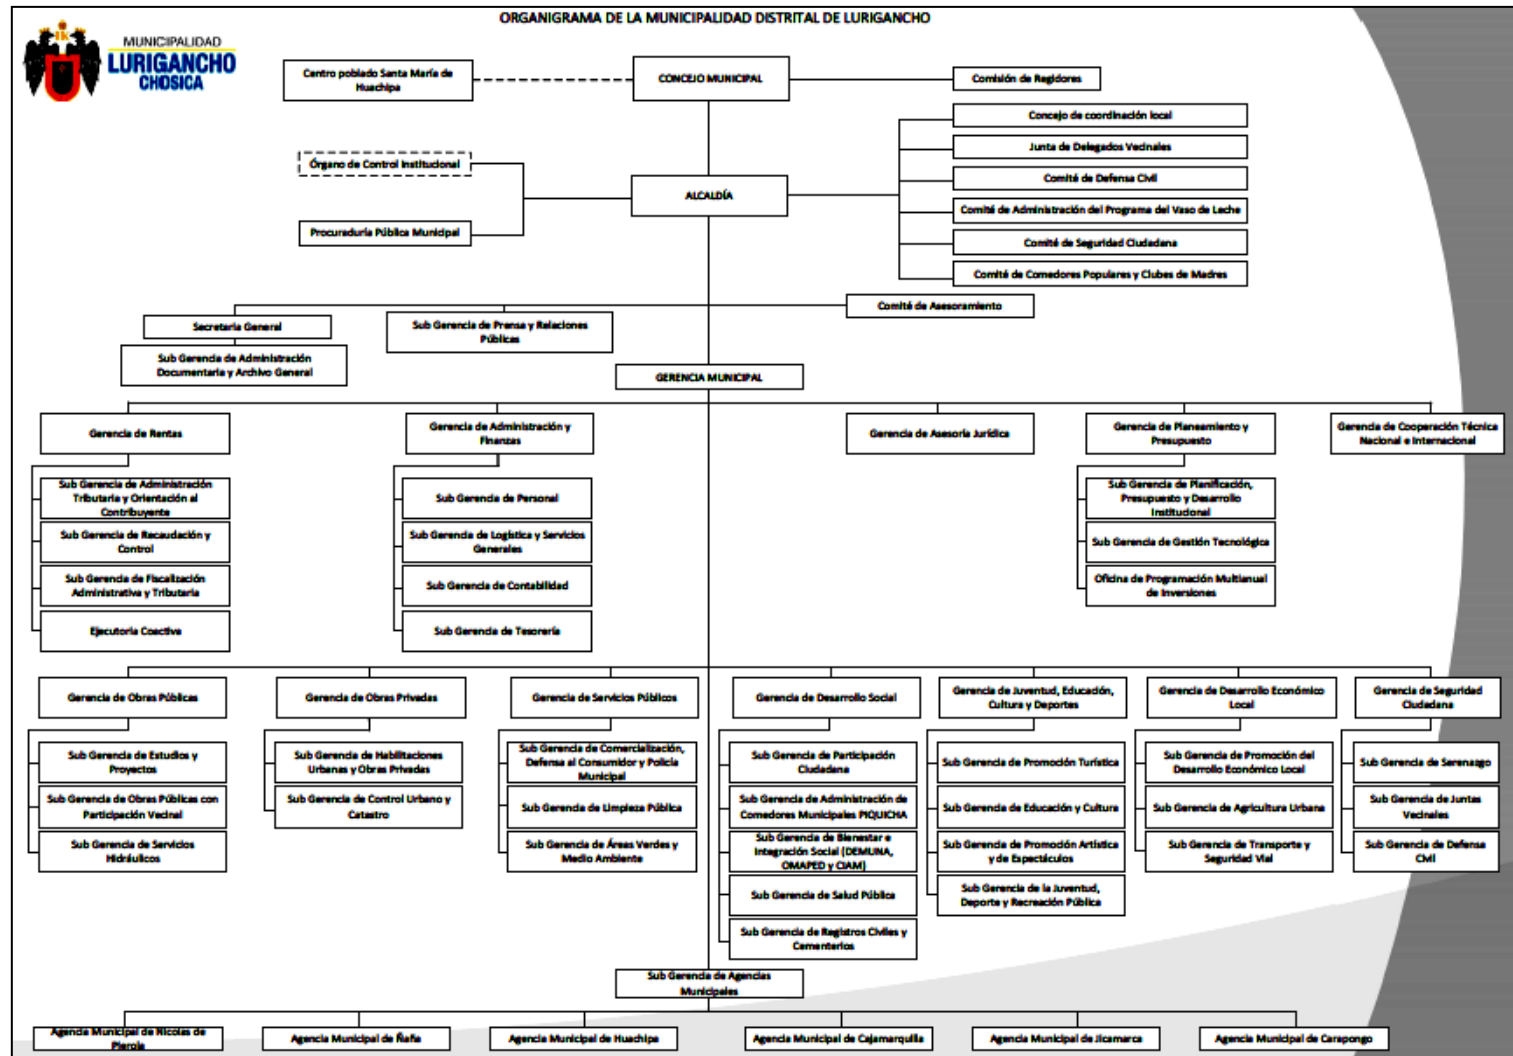 ORGANIGRAMA DE LA MUNICIPALIDAD DISTRITAL DE LURIGANCHO
MUNICIPALIDAD
LURIGANCHO
CHOSICA
Centro poblado Santa María de
Huachipa
CONCEJO MUNICIPAL
Comisión de Regidores
Concejo de coordinación local
Junta de Delegados Vecinales
Comité de Defensa Civil
Comité de Administración del Programa del Vaso de Leche
Comité de Seguridad Ciudadana
Comité de Comedores Populares y Clubes de Madres
Órgano de Control Institucional
ALCALDÍA
Procuraduría Pública Municipal
Comité de Asesoramiento
Secretaria General
Sub Gerencia de Prensa y Relaciones
Públicas
Sub Gerencia de Administración
Documentaria y Archivo General
GERENCIA MUNICIPAL
Gerencia de Rentas
Gerencia de Administración y
Finanzas
Gerencia de Asesoría Jurídica
Gerencia de Planeamiento y
Presupuesto
Gerencia de Cooperación Técnica
Nacional e Internacional
Sub Gerencia de Administración
Tributaria y Orientación al
Contribuyente
Sub Gerencia de Recaudación y
Control
Sub Gerencia de Fiscalización
Administrativa y Tributaria
Ejecutoria Coactiva
Sub Gerencia de Personal
Sub Gerencia de Logística y Servicios
Generales
Sub Gerencia de Contabilidad
Sub Gerencia de Tesorería
Sub Gerencia de Planificación,
Presupuesto y Desarrollo
Institucional
Sub Gerencia de Gestión Tecnológica
Oficina de Programación Multianual
de Inversiones
Gerencia de Obras Públicas
Gerencia de Obras Privadas
Gerencia de Servicios Públicos
Gerencia de Desarrollo Social
Gerencia de Juventud, Educación,
Cultura y Deportes
Gerencia de Desarrollo Económico
Local
Gerencia de Seguridad
Ciudadana
Sub Gerencia de Estudios y
Proyectos
Sub Gerencia de Obras Públicas con
Participación Vecinal
Sub Gerencia de Servicios
Hidráulicos
Sub Gerencia de Habilitaciones
Urbanas y Obras Privadas
Sub Gerencia de Control Urbano y
Catastro
Sub Gerencia de Comercialización,
Defensa al Consumidor y Policía
Municipal
Sub Gerencia de Limpieza Pública
Sub Gerencia de Áreas Verdes y
Medio Ambiente
Sub Gerencia de Participación
Ciudadana
Sub Gerencia de Administración de
Comedores Municipales PIQUICHA
Sub Gerencia de Bienestar e
Integración Social (DEMUNA,
OMAPED y CIAM)
Sub Gerencia de Salud Pública
Sub Gerencia de Registros Civiles y
Cementerios
Sub Gerencia de Promoción Turística
Sub Gerencia de Educación y Cultura
Sub Gerencia de Promoción Artística
y de Espectáculos
Sub Gerencia de la Juventud,
Deporte y Recreación Pública
Sub Gerencia de Promoción del
Desarrollo Económico Local
Sub Gerencia de Agricultura Urbana
Sub Gerencia de Transporte y
Seguridad Vial
Sub Gerencia de Serenazgo
Sub Gerencia de Juntas
Vecinales
Sub Gerencia de Defensa
Civil
Sub Gerencia de Agencias
Municipales
Agencia Municipal de Nicolas de
Pierola
Agencia Municipal de Ñaña
Agencia Municipal de Huachipa
Agencia Municipal de Cajamarquilla
Agencia Municipal de Jicamarca
Agencia Municipal de Carapongo